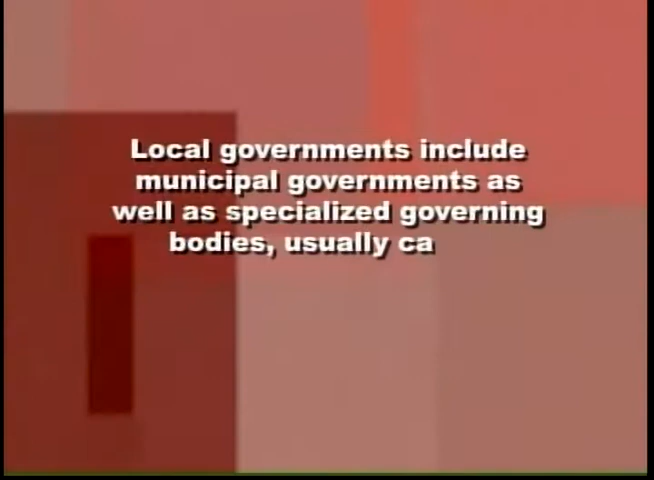 Local governments include
municipal governments as
well as specialized governing
bodies, usually ca